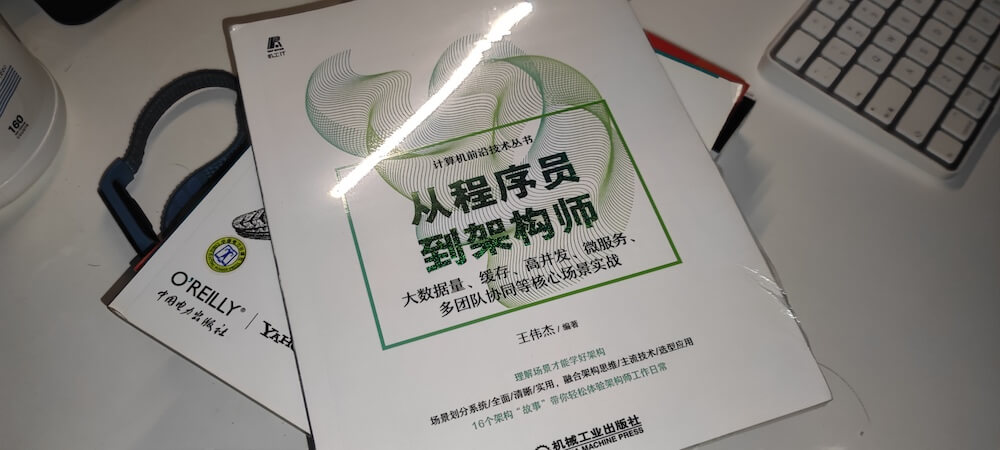 机工IT
计算机前沿技术丛书
从程序员
到架构师
大数据量、缓存、高并发、微服务、
多团队协同等核心场景实战
王伟杰/编著
理解场景才能学好架构
场景划分系统/全面/清晰/实用，融合架构思维/主流技术/选型应用
16个架构“故事”带你轻松体验架构师工作日常
机械工业出版社
MACHINE PRESS
O'REILLY®
中国电力出版社
160